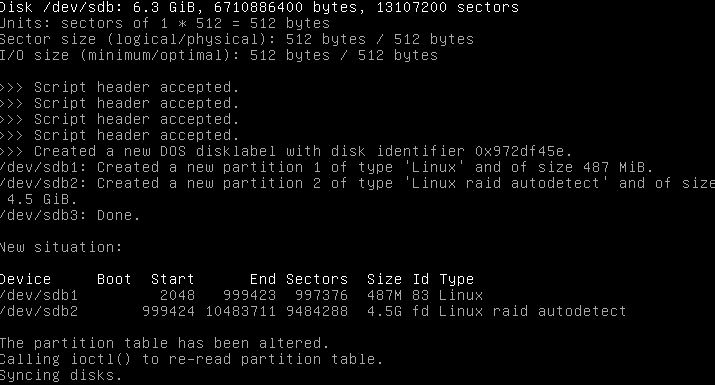 Disk /dev/sdb: 6.3 GiB, 6710886400 bytes, 13107200 sectors
Units: sectors of 1 * 512 = 512 bytes
Sector size (logical/physical): 512 bytes / 512 bytes
I/O size (minimum/optimal): 512 bytes / 512 bytes
>>> Script header accepted.
>>> Script header accepted.
>>> Script header accepted.
>>> Script header accepted.
>>> Created a new DOS disklabel with disk identifier 0x972df45e.
/dev/sdb1: Created a new partition 1 of type 'Linux' and of size 487 MiB.
/dev/sdb2: Created a new partition 2 of type 'Linux raid autodetect' and of size
4.5 GiB.
/dev/sdb3: Done.
New situation:
Device     Boot  Start      End Sectors  Size Id Type
/dev/sdb1         2048   999423  997376  487M 83 Linux
/dev/sdb2       999424 10483711 9484288  4.5G fd Linux raid autodetect
The partition table has been altered.
Calling ioctl() to re-read partition table.
Syncing disks.